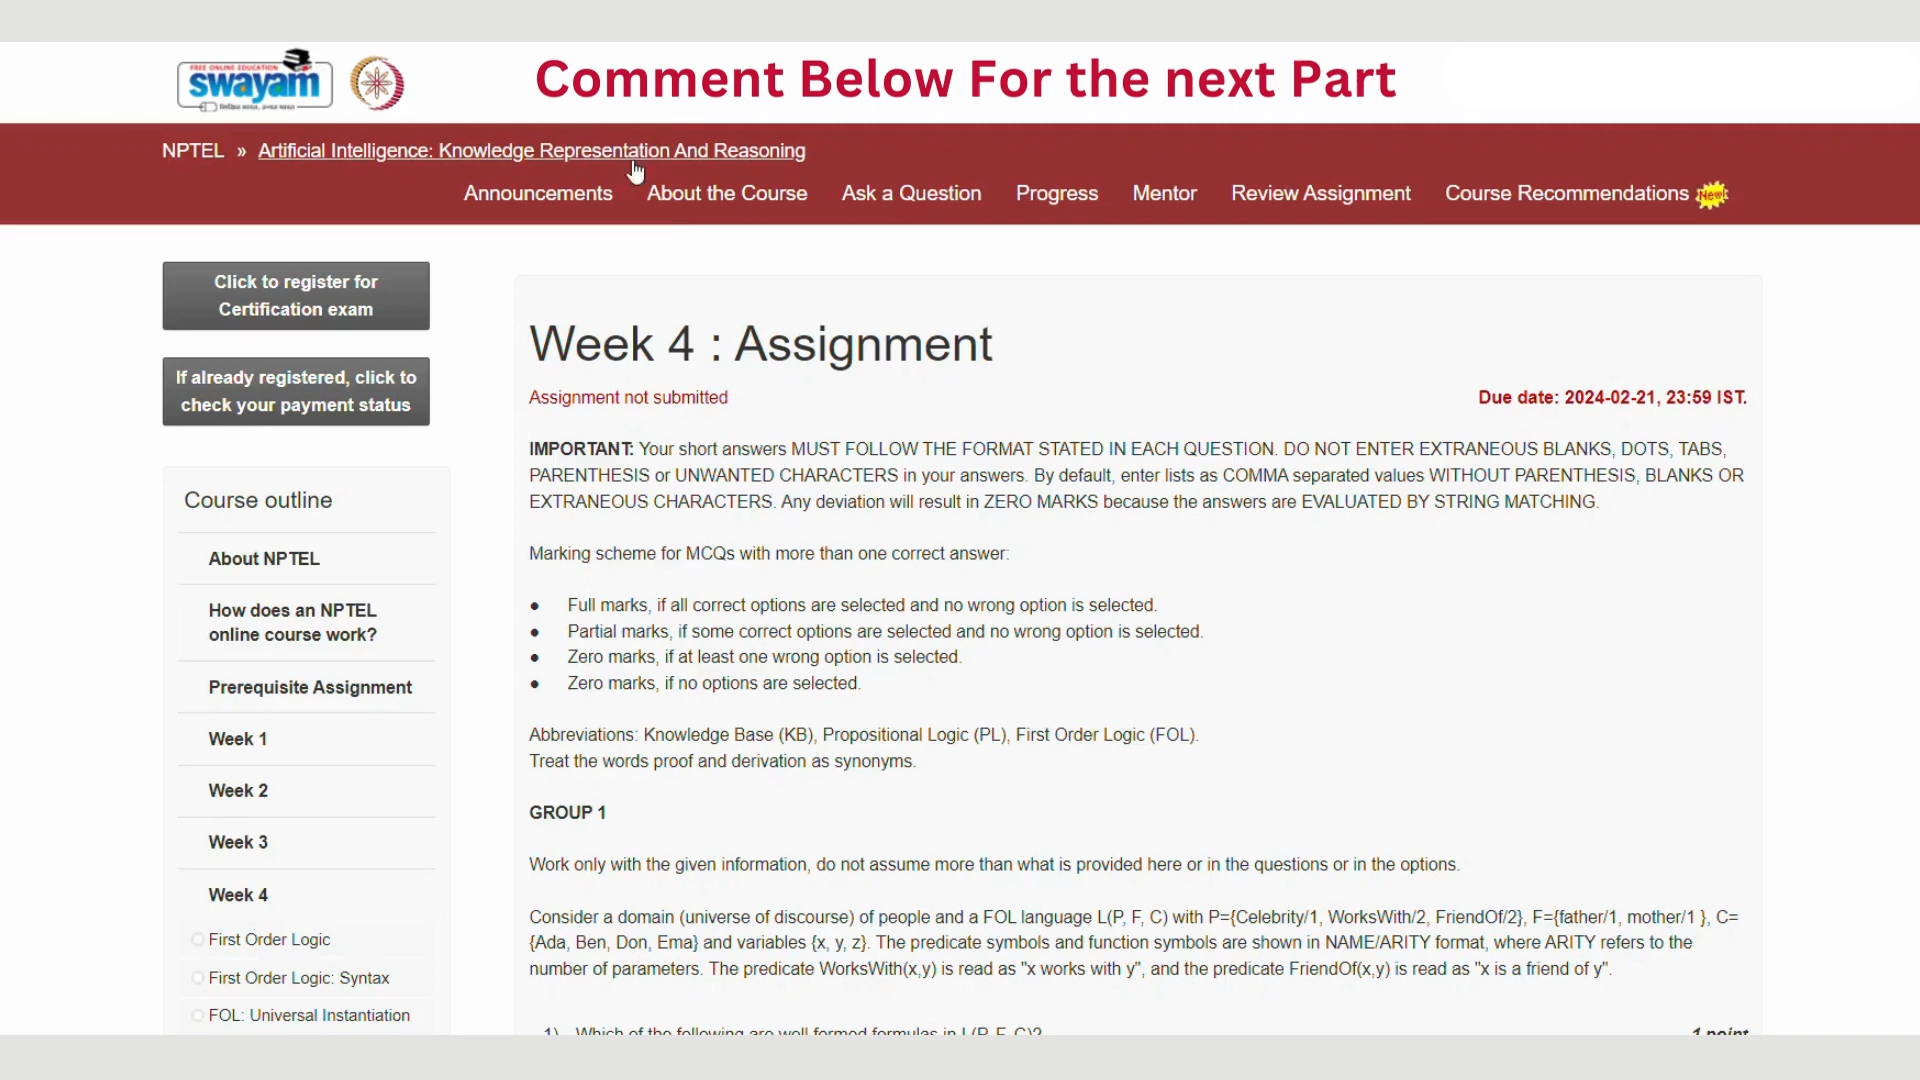 FREE ONLINE EDUCATION
swayam
Comment Below For the next Part
NPTEL » Artificial Intelligence: Knowledge Representation And Reasoning
Announcements About the Course Ask a Question Progress Mentor Review Assignment Course Recommendations New!
Click to register for
Certification exam
If already registered, click to
check your payment status
Course outline
About NPTEL
How does an NPTEL
online course work?
Prerequisite Assignment
Week 1
Week 2
Week 3
Week 4
First Order Logic
First Order Logic: Syntax
FOL: Universal Instantiation
Week 4 : Assignment
Assignment not submitted Due date: 2024-02-21, 23:59 IST.
IMPORTANT: Your short answers MUST FOLLOW THE FORMAT STATED IN EACH QUESTION. DO NOT ENTER EXTRANEOUS BLANKS, DOTS, TABS,
PARENTHESIS or UNWANTED CHARACTERS in your answers. By default, enter lists as COMMA separated values WITHOUT PARENTHESIS, BLANKS OR
EXTRANEOUS CHARACTERS. Any deviation will result in ZERO MARKS because the answers are EVALUATED BY STRING MATCHING.
Marking scheme for MCQs with more than one correct answer:
● Full marks, if all correct options are selected and no wrong option is selected.
● Partial marks, if some correct options are selected and no wrong option is selected.
● Zero marks, if at least one wrong option is selected.
● Zero marks, if no options are selected.
Abbreviations: Knowledge Base (KB), Propositional Logic (PL), First Order Logic (FOL).
Treat the words proof and derivation as synonyms.
GROUP 1
Work only with the given information, do not assume more than what is provided here or in the questions or in the options.
Consider a domain (universe of discourse) of people and a FOL language L(P, F, C) with P={Celebrity/1, WorksWith/2, FriendOf/2}, F={father/1, mother/1 }, C=
{Ada, Ben, Don, Ema} and variables {x, y, z}. The predicate symbols and function symbols are shown in NAME/ARITY format, where ARITY refers to the
number of parameters. The predicate WorksWith(x,y) is read as "x works with y", and the predicate FriendOf(x,y) is read as "x is a friend of y".
1) Which of the following are well formed formulas in L(P, F, C)? 1 point